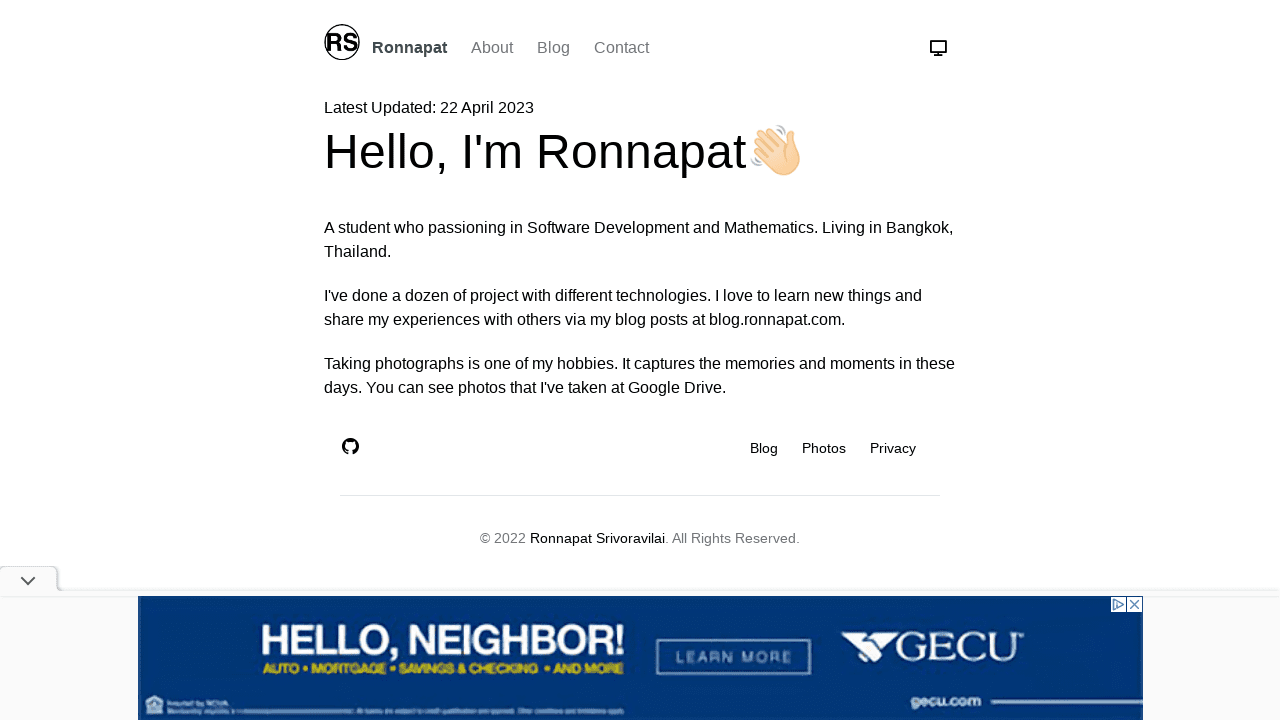 RS Ronnapat About Blog Contact
Latest Updated: 22 April 2023
Hello, I'm Ronnapat👋🏼
A student who passioning in Software Development and Mathematics. Living in Bangkok,
Thailand.
I've done a dozen of project with different technologies. I love to learn new things and
share my experiences with others via my blog posts at blog.ronnapat.com.
Taking photographs is one of my hobbies. It captures the memories and moments in these
days. You can see photos that I've taken at Google Drive.
Blog Photos Privacy
© 2022 Ronnapat Srivoravilai. All Rights Reserved.
HELLO, NEIGHBOR!
AUTO • MORTGAGE • SAVINGS & CHECKING • AND MORE
LEARN MORE
GECU
Insured by NCUA
gecu.com